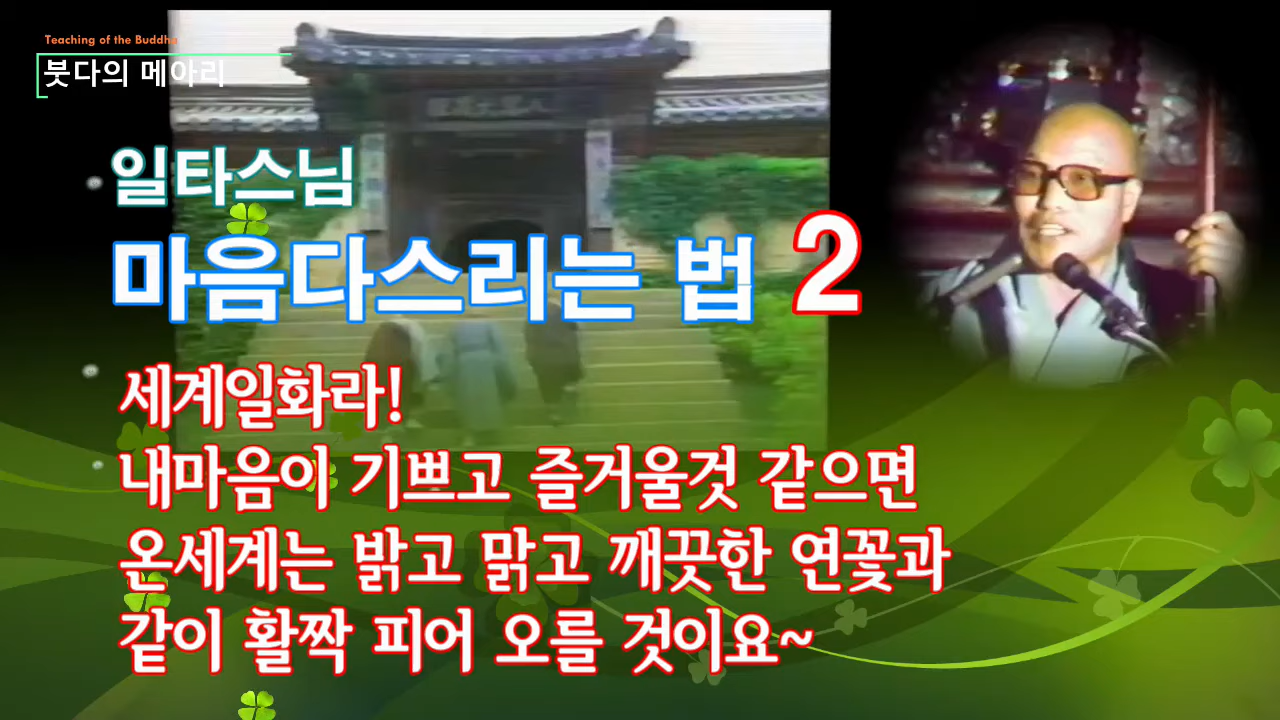 Teaching of the Buddha
붓다의 메아리
일타스님
마음다스리는 법 2
세계일화라!
내마음이 기쁘고 즐거울것 같으면
온세계는 밝고 맑고 깨끗한 연꽃과
같이 활짝 피어 오를 것이요~